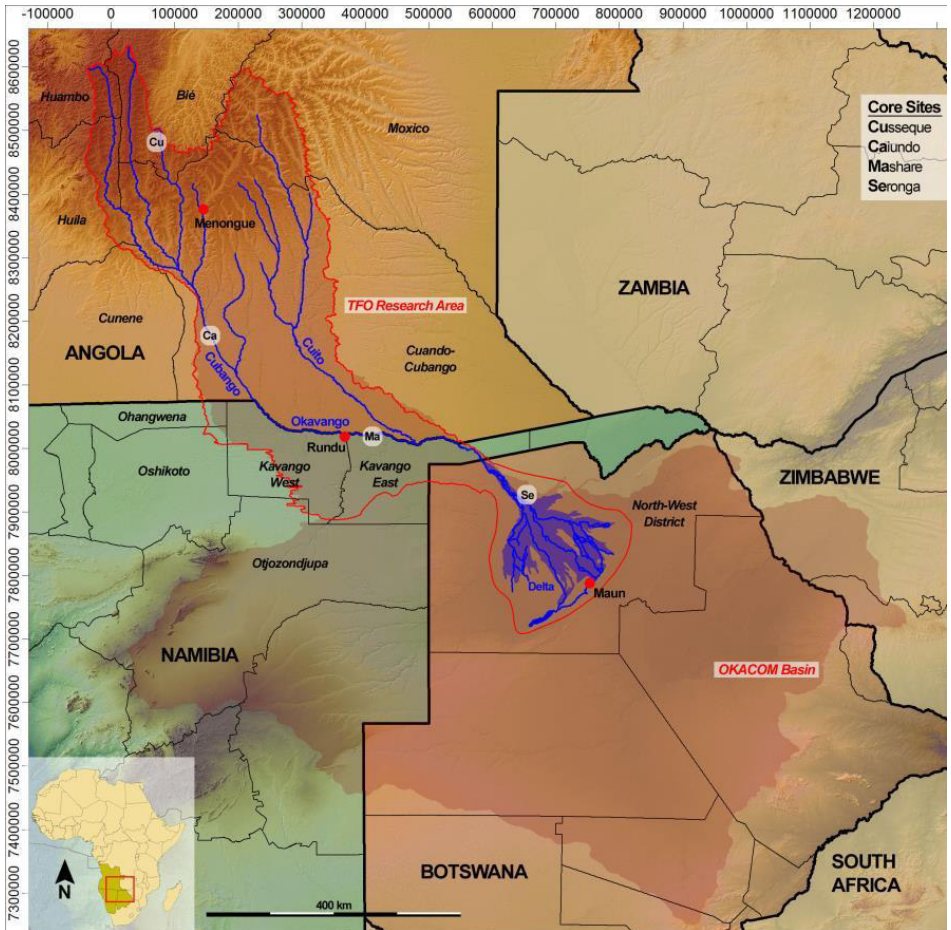 -100000
0
100000
200000
300000
400000
500000
600000
700000
800000
900000
1000000
1100000
1200000
8600000
8500000
8400000
8300000
8200000
8100000
8000000
7900000
7800000
7700000
7600000
7500000
7400000
7300000
Core Sites
Cusseque
Caiundo
Mashare
Seronga
Huambo
Bié
Moxico
Cu
Menongue
Huila
ZAMBIA
TFO Research Area
Cunene
Ca
ANGOLA
Cubango
Cuito
Cuando-
Cubango
Ohangwena
Okavango
Rundu
Ma
Oshikoto
Kavango
West
Kavango
East
ZIMBABWE
Se
North-West
District
Otjozondjupa
Delta
Maun
NAMIBIA
OKACOM Basin
BOTSWANA
SOUTH
AFRICA
N
400 km